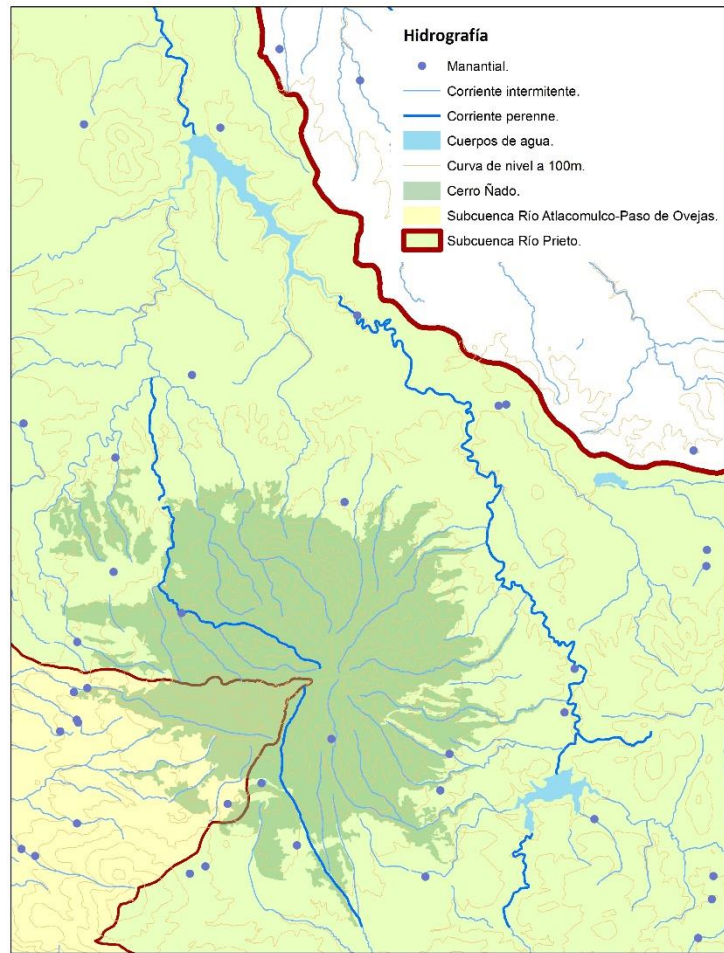 Hidrografía
Manantial.
Corriente intermitente.
Corriente perenne.
Cuerpos de agua.
Curva de nivel a 100m.
Cerro Ñado.
Subcuenca Río Atlacomulco-Paso de Ovejas.
Subcuenca Río Prieto.